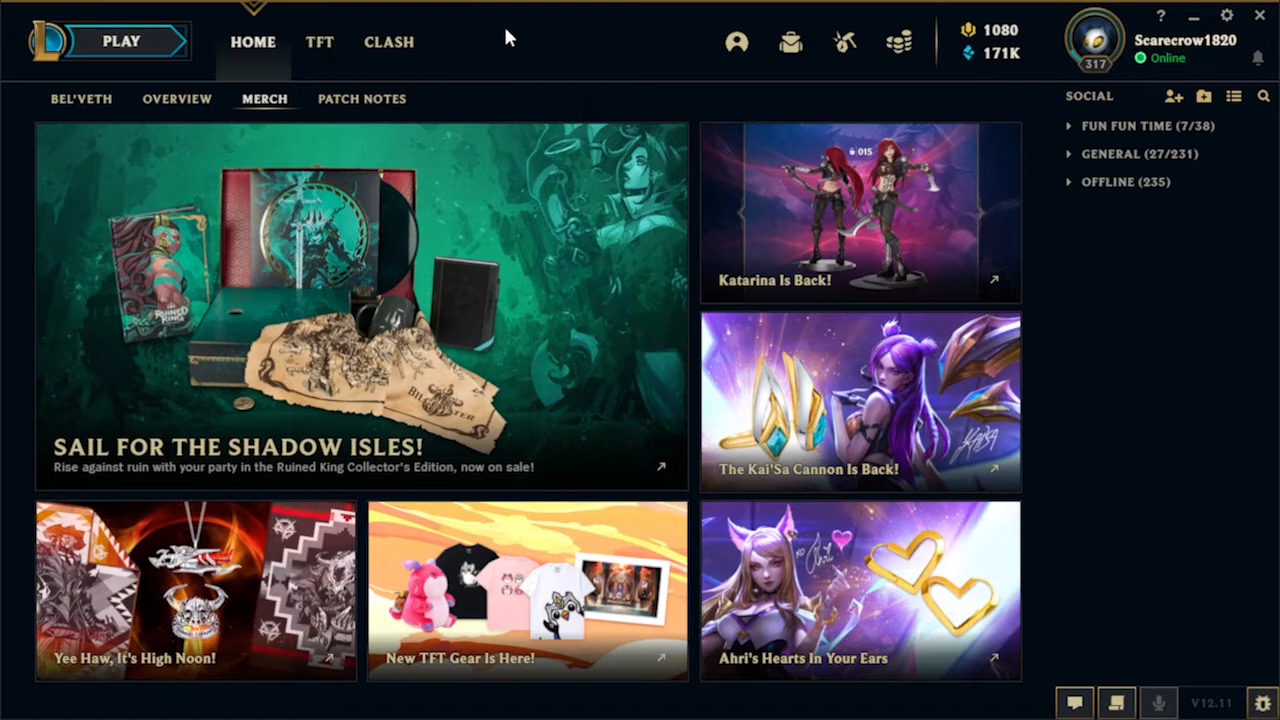 PLAY
HOME
TFT
CLASH
1080
171K
317
?
Scarecrow1820
Online
BEL'VETH
OVERVIEW
MERCH
PATCH NOTES
SOCIAL
FUN FUN TIME (7/38)
GENERAL (27/231)
OFFLINE (235)
RUINED KING
SAIL FOR THE SHADOW ISLES!
Rise against ruin with your party in the Ruined King Collector's Edition, now on sale!
015
Katarina Is Back!
The Kai'Sa Cannon Is Back!
Yee Haw, It's High Noon!
New TFT Gear Is Here!
Ahri's Hearts In Your Ears
V12.11